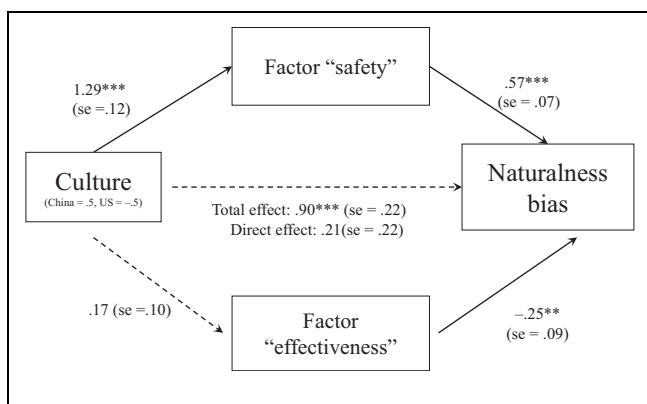 Factor “safety”
1.29***
(se =.12)
.57***
(se = .07)
Culture
(China = .5, US = –.5)
Naturalness
bias
Total effect: .90*** (se = .22)
Direct effect: .21(se = .22)
.17 (se =.10)
Factor
“effectiveness”
–.25**
(se = .09)